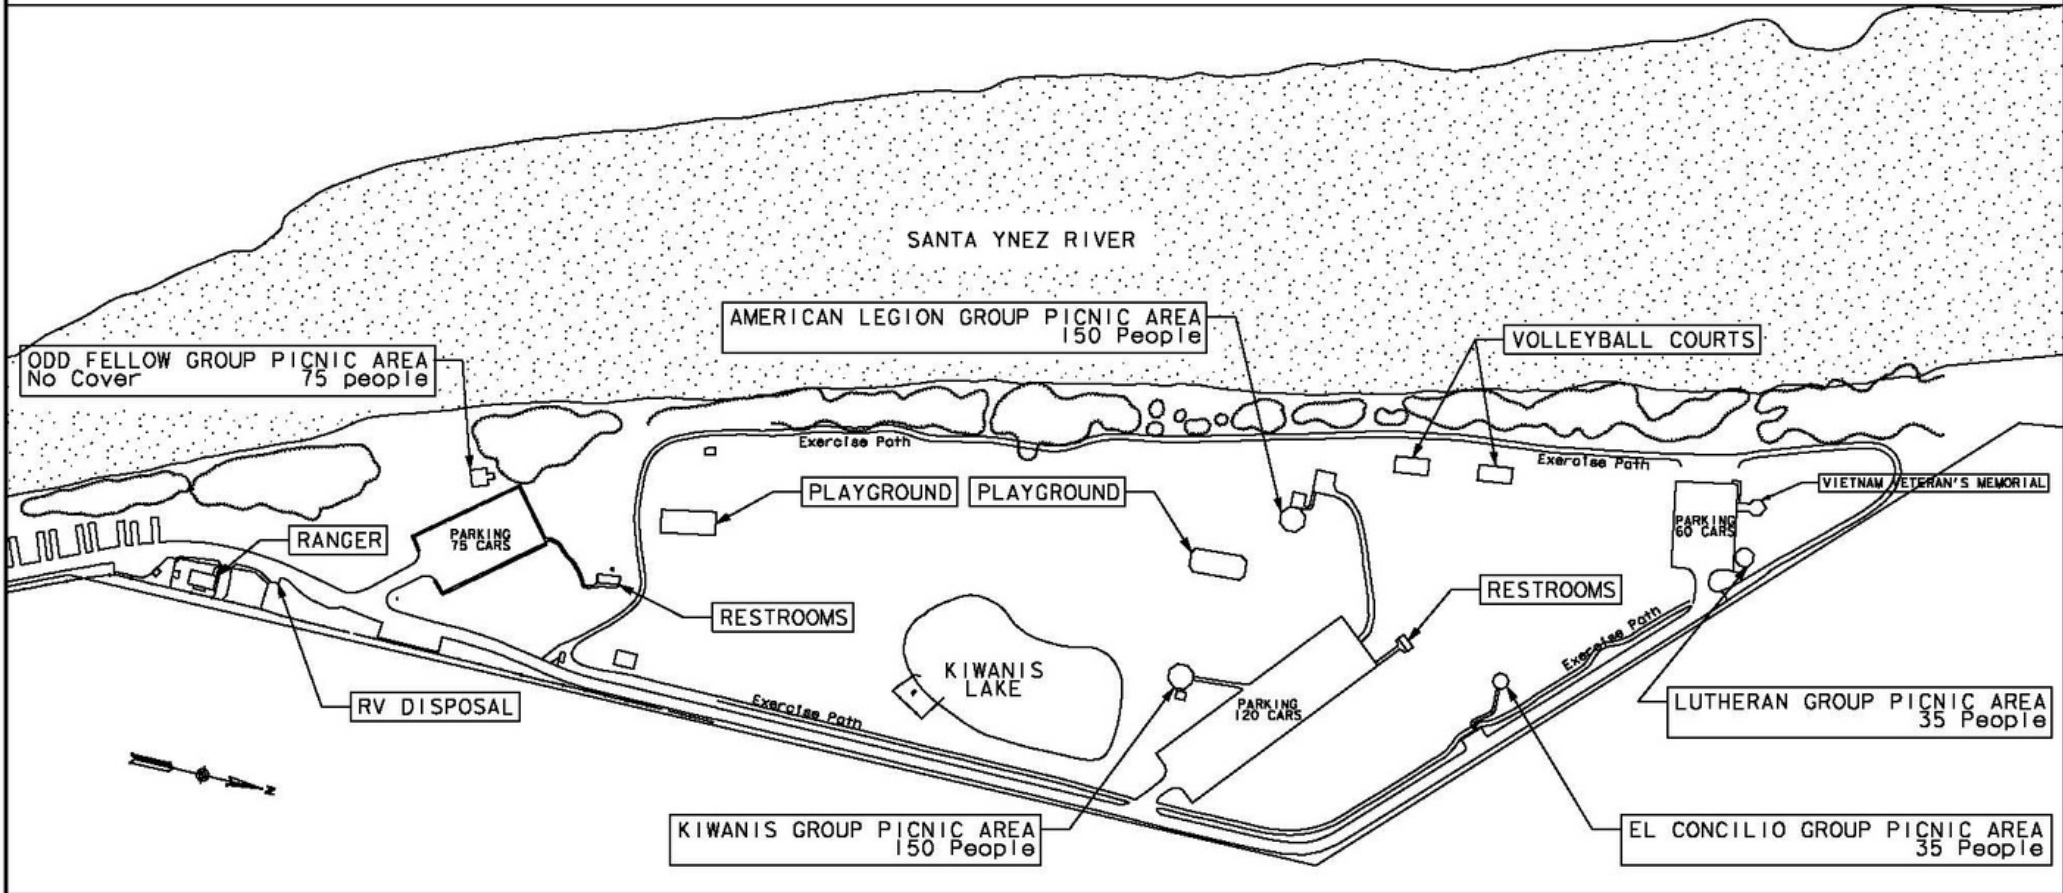 SANTA YNEZ RIVER
AMERICAN LEGION GROUP PICNIC AREA
150 People
VOLLEYBALL COURTS
ODD FELLOW GROUP PICNIC AREA
No Cover 75 people
Exercise Path
Exercise Path
PLAYGROUND
PLAYGROUND
VIETNAM VETERAN'S MEMORIAL
RANGER
PARKING
75 CARS
PARKING
60 CARS
RESTROOMS
RESTROOMS
Exercise Path
KIWANIS
LAKE
RV DISPOSAL
Exercise Path
PARKING
120 CARS
LUTHERAN GROUP PICNIC AREA
35 People
N
KIWANIS GROUP PICNIC AREA
150 People
EL CONCILIO GROUP PICNIC AREA
35 People